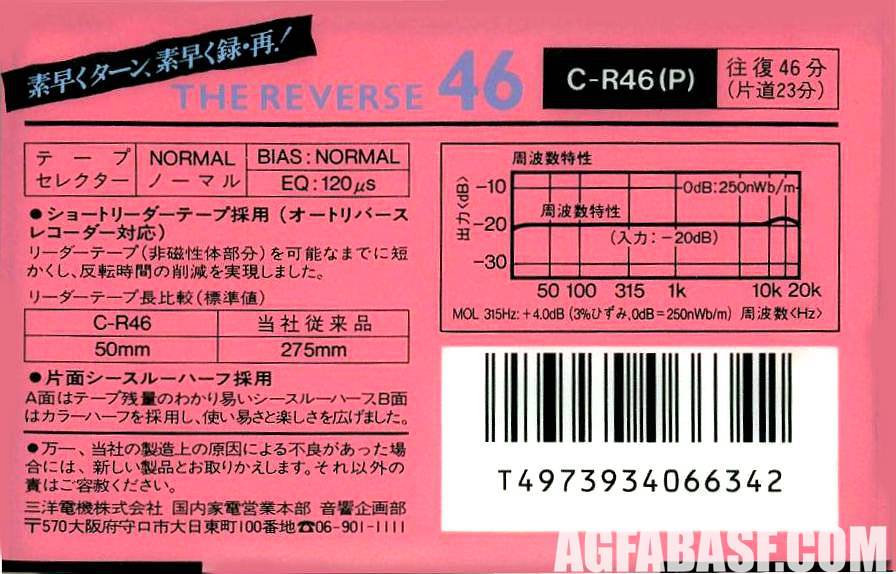 素早くターン、素早く録・再!
THE REVERSE 46
C-R46(P)
往復46分
(片道23分)
テープ
セレクター
NORMAL
ノーマル
BIAS:NORMAL
EQ:120μs
●ショートリーダーテープ採用(オートリバース
レコーダー対応)
リーダーテープ(非磁性体部分)を可能なまでに短
かくし、反転時間の削減を実現しました。
リーダーテープ長比較(標準値)
C-R46 当社従来品
50mm 275mm
●片面シースルーハーフ採用
A面はテープ残量のわかり易いシースルーハーフ、B面
はカラーハーフを採用し、使い易さと楽しさを広げました。
●万一、当社の製造上の原因による不良があった場
合には、新しい製品とお取りかえします。それ以外の
責はご容赦ください。
三洋電機株式会社 国内家電営業本部 音響企画部
〒570大阪府守口市大日東町100番地☎06-901-1111
周波数特性
出力<dB>
-10
-20
-30
0dB:250nWb/m
周波数特性
(入力:-20dB)
50 100 315 1k 10k 20k
MOL 315Hz:+4.0dB(3%ひずみ,0dB=250nWb/m) 周波数<Hz>
T4973934066342
AGFABASF.COM